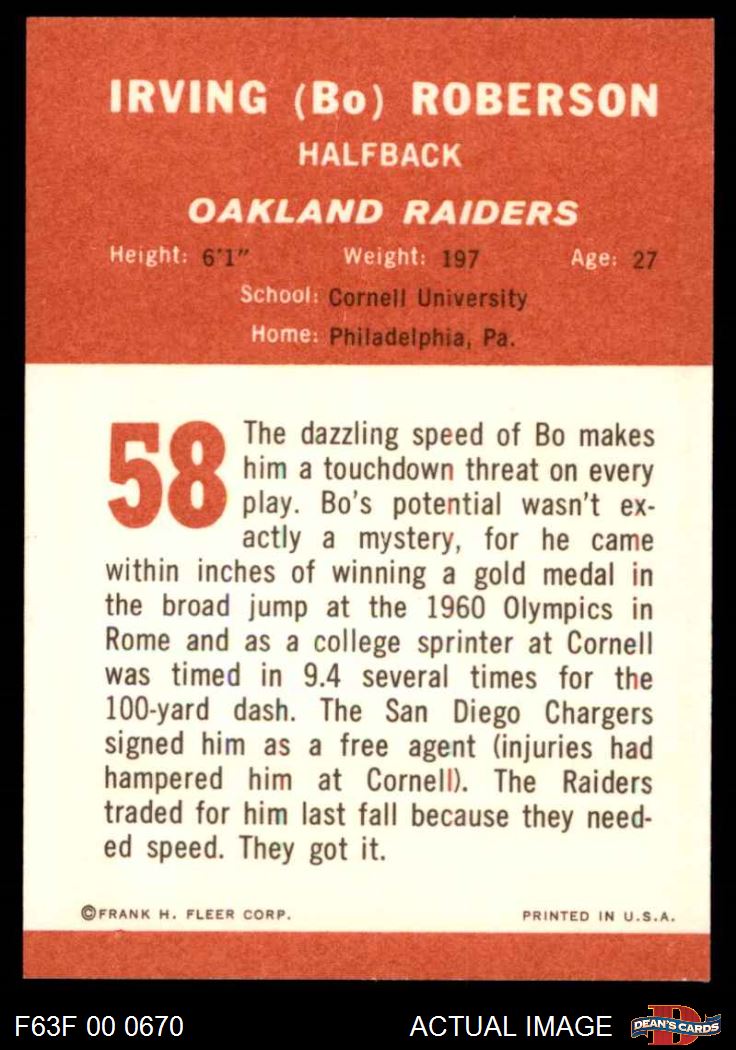 IRVING (Bo) ROBERSON
HALFBACK
OAKLAND RAIDERS
Height: 6'1" Weight: 197 Age: 27
School: Cornell University
Home: Philadelphia, Pa.
58
The dazzling speed of Bo makes
him a touchdown threat on every
play. Bo's potential wasn't ex-
actly a mystery, for he came
within inches of winning a gold medal in
the broad jump at the 1960 Olympics in
Rome and as a college sprinter at Cornell
was timed in 9.4 several times for the
100-yard dash. The San Diego Chargers
signed him as a free agent (injuries had
hampered him at Cornell). The Raiders
traded for him last fall because they need-
ed speed. They got it.
©FRANK H. FLEER CORP. PRINTED IN U.S.A.
F63F 00 0670 ACTUAL IMAGE D DEAN'S CARDS